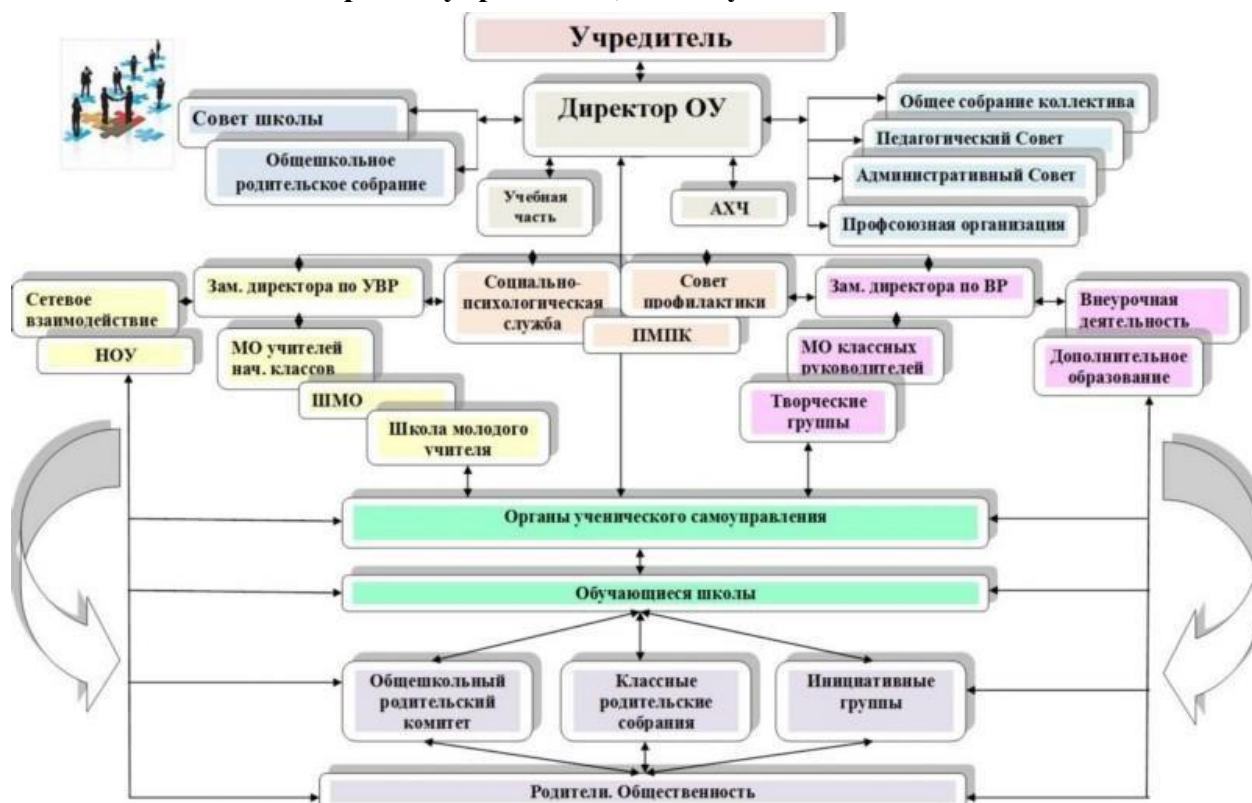 Учредитель
Директор ОУ
Совет школы
Общешкольное
родительское собрание
Общее собрание коллектива
Педагогический Совет
Административный Совет
Профсоюзная организация
Учебная
часть
АХЧ
Сетевое
взаимодействие
НОУ
Зам. директора по УВР
Социально-
психологическая
служба
Совет
профилактики
ПМПК
Зам. директора по ВР
Внеурочная
деятельность
Дополнительное
образование
МО учителей
нач. классов
ШМО
Школа молодого
учителя
МО классных
руководителей
Творческие
группы
Органы ученического самоуправления
Обучающиеся школы
Общешкольный
родительский
комитет
Классные
родительские
собрания
Инициативные
группы
Родители. Общественность